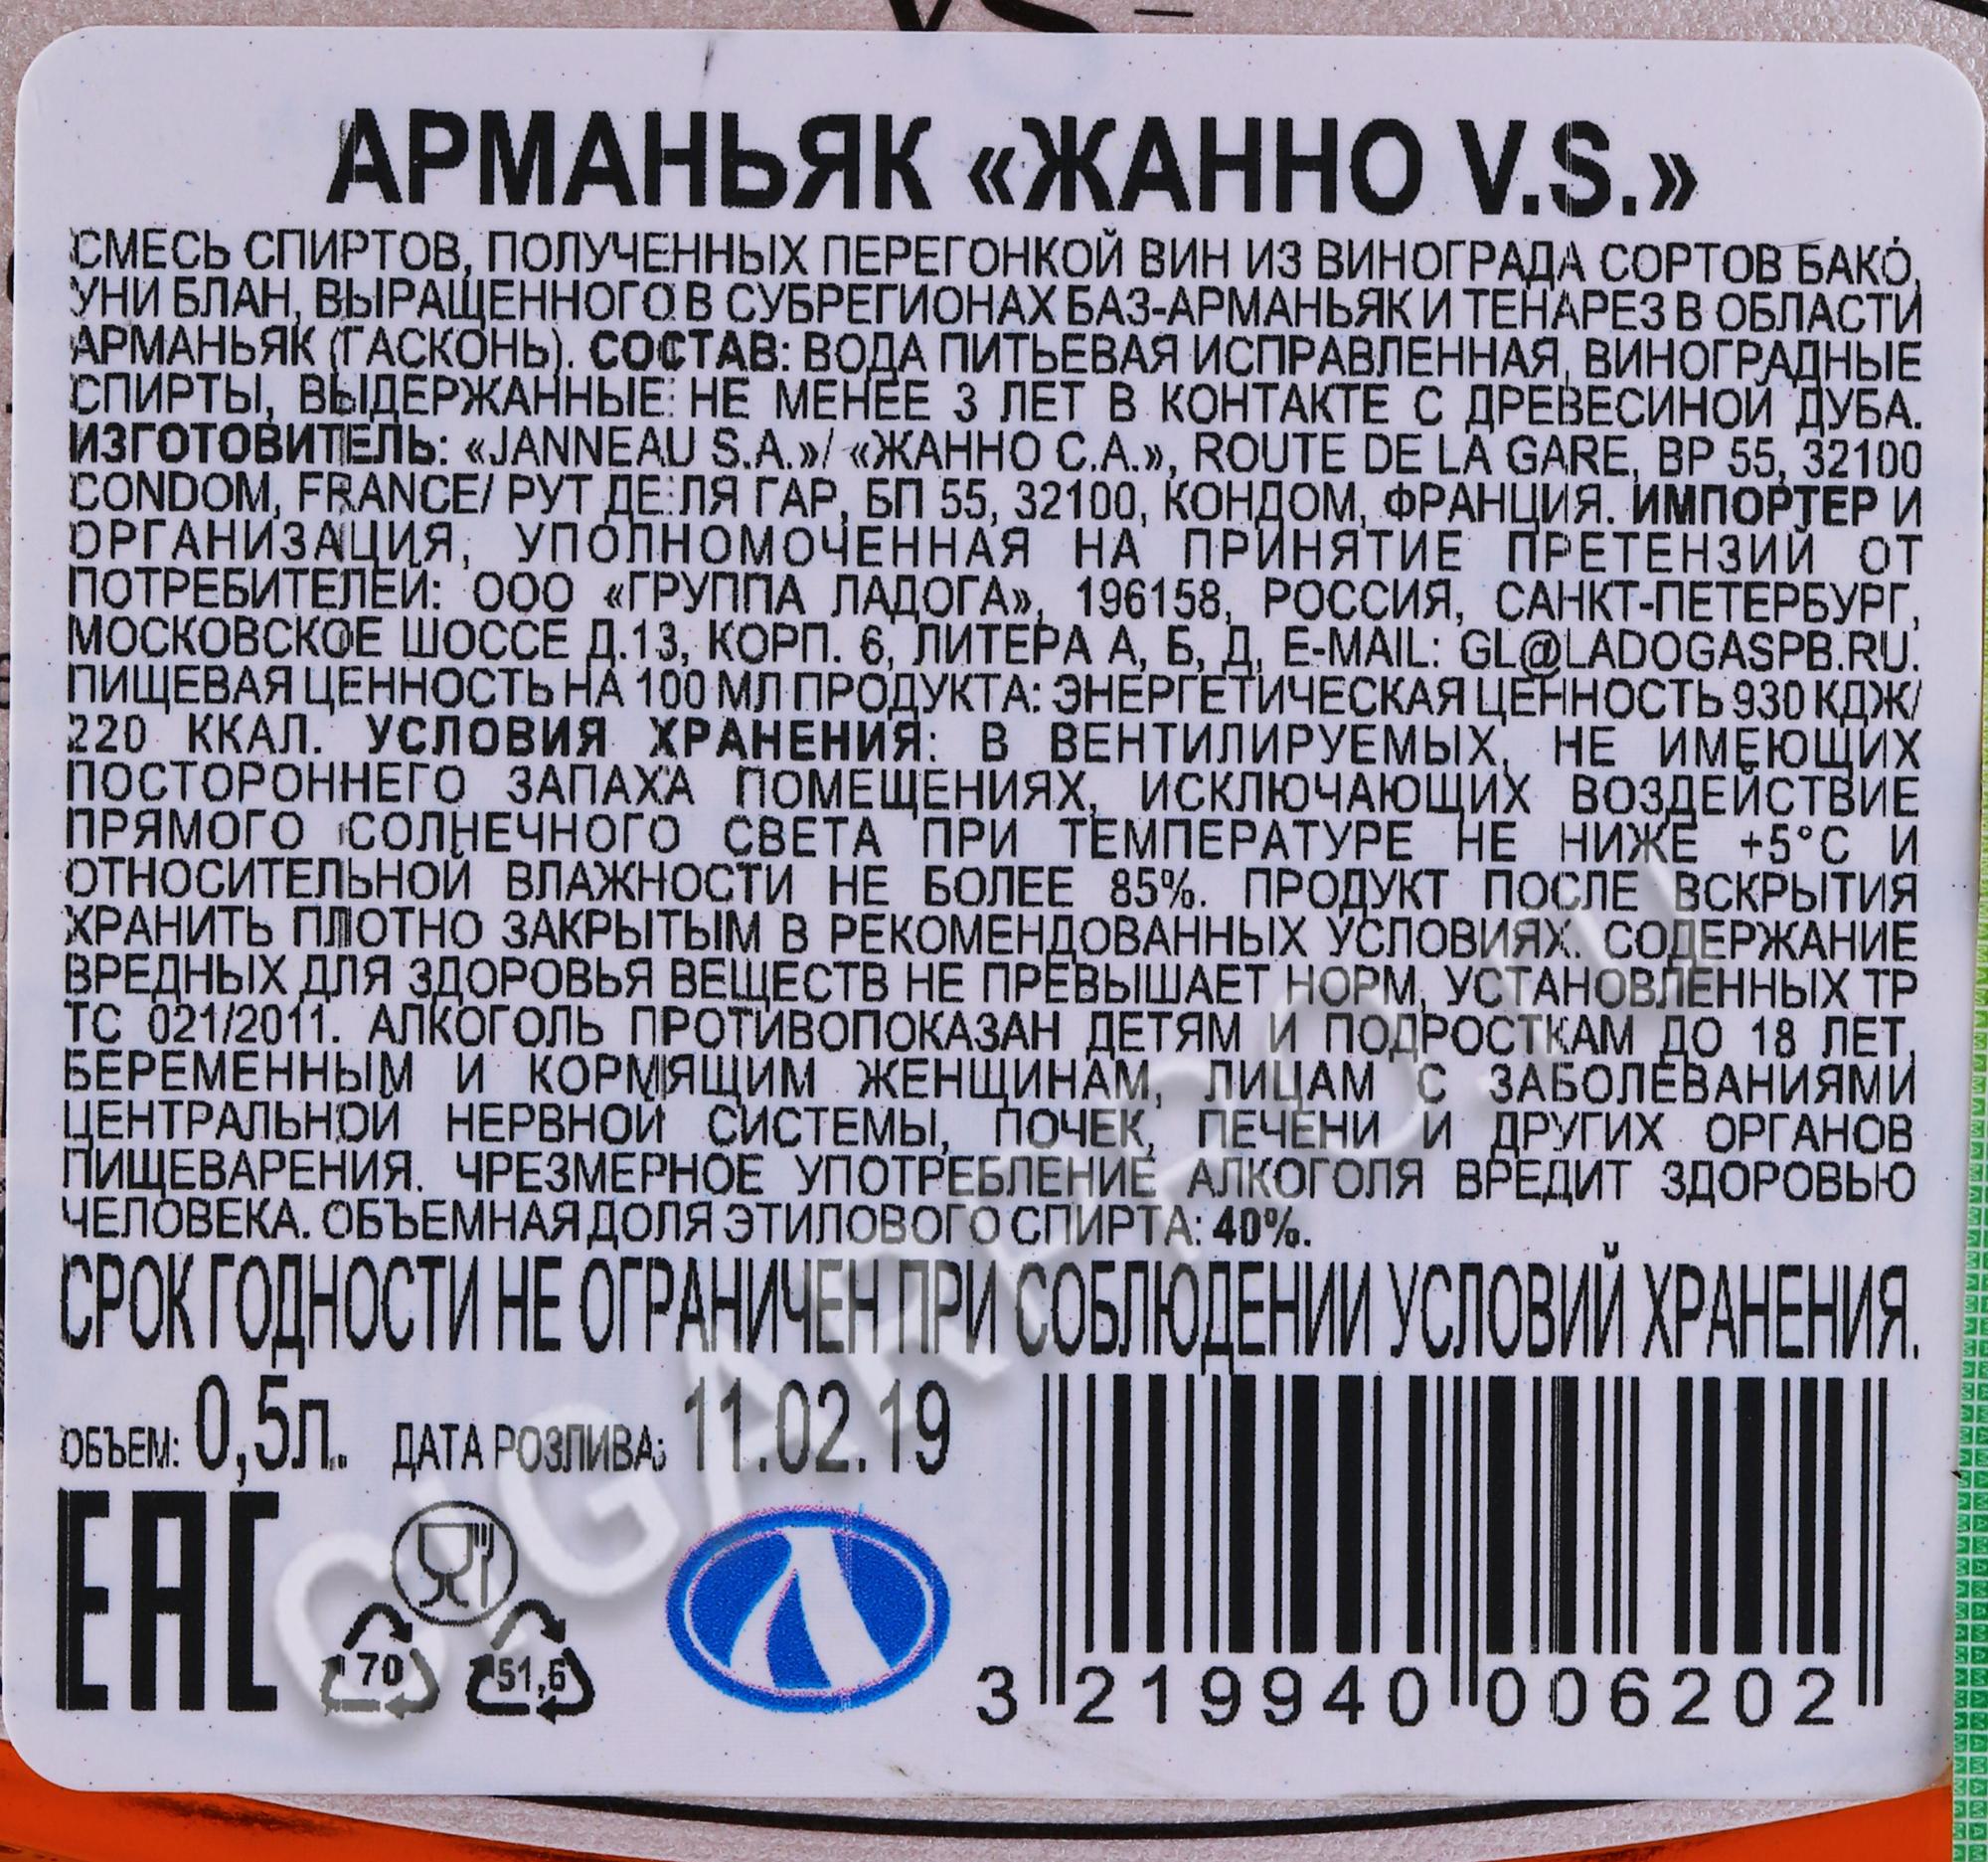 АРМАНЬЯК «ЖАННО V.S.»
СМЕСЬ СПИРТОВ, ПОЛУЧЕННЫХ ПЕРЕГОНКОЙ ВИН ИЗ ВИНОГРАДА СОРТОВ БАКО,
УНИ БЛАН, ВЫРАЩЕННОГО В СУБРЕГИОНАХ БАЗ-АРМАНЬЯК И ТЕНАРЕЗ В ОБЛАСТИ
АРМАНЬЯК (ГАСКОНЬ). СОСТАВ: ВОДА ПИТЬЕВАЯ ИСПРАВЛЕННАЯ, ВИНОГРАДНЫЕ
СПИРТЫ, ВЫДЕРЖАННЫЕ НЕ МЕНЕЕ 3 ЛЕТ В КОНТАКТЕ С ДРЕВЕСИНОЙ ДУБА.
ИЗГОТОВИТЕЛЬ: «JANNEAU S.A.»/ «ЖАННО С.А.», ROUTE DE LA GARE, BP 55, 32100
CONDOM, FRANCE/ РУТ ДЕ ЛЯ ГАР, БП 55, 32100, КОНДОМ, ФРАНЦИЯ. ИМПОРТЕР И
ОРГАНИЗАЦИЯ, УПОЛНОМОЧЕННАЯ НА ПРИНЯТИЕ ПРЕТЕНЗИЙ ОТ
ПОТРЕБИТЕЛЕЙ: ООО «ГРУППА ЛАДОГА», 196158, РОССИЯ, САНКТ-ПЕТЕРБУРГ,
МОСКОВСКОЕ ШОССЕ Д.13, КОРП. 6, ЛИТЕРА А, Б, Д, E-MAIL: GL@LADOGASPB.RU.
ПИЩЕВАЯ ЦЕННОСТЬ НА 100 МЛ ПРОДУКТА: ЭНЕРГЕТИЧЕСКАЯ ЦЕННОСТЬ 930 КДЖ/
220 ККАЛ. УСЛОВИЯ ХРАНЕНИЯ: В ВЕНТИЛИРУЕМЫХ, НЕ ИМЕЮЩИХ
ПОСТОРОННЕГО ЗАПАХА ПОМЕЩЕНИЯХ, ИСКЛЮЧАЮЩИХ ВОЗДЕЙСТВИЕ
ПРЯМОГО СОЛНЕЧНОГО СВЕТА ПРИ ТЕМПЕРАТУРЕ НЕ НИЖЕ +5°С И
ОТНОСИТЕЛЬНОЙ ВЛАЖНОСТИ НЕ БОЛЕЕ 85%. ПРОДУКТ ПОСЛЕ ВСКРЫТИЯ
ХРАНИТЬ ПЛОТНО ЗАКРЫТЫМ В РЕКОМЕНДОВАННЫХ УСЛОВИЯХ. СОДЕРЖАНИЕ
ВРЕДНЫХ ДЛЯ ЗДОРОВЬЯ ВЕЩЕСТВ НЕ ПРЕВЫШАЕТ НОРМ, УСТАНОВЛЕННЫХ ТР
ТС 021/2011. АЛКОГОЛЬ ПРОТИВОПОКАЗАН ДЕТЯМ И ПОДРОСТКАМ ДО 18 ЛЕТ,
БЕРЕМЕННЫМ И КОРМЯЩИМ ЖЕНЩИНАМ, ЛИЦАМ С ЗАБОЛЕВАНИЯМИ
ЦЕНТРАЛЬНОЙ НЕРВНОЙ СИСТЕМЫ, ПОЧЕК, ПЕЧЕНИ И ДРУГИХ ОРГАНОВ
ПИЩЕВАРЕНИЯ. ЧРЕЗМЕРНОЕ УПОТРЕБЛЕНИЕ АЛКОГОЛЯ ВРЕДИТ ЗДОРОВЬЮ
ЧЕЛОВЕКА. ОБЪЕМНАЯ ДОЛЯ ЭТИЛОВОГО СПИРТА: 40%.
СРОК ГОДНОСТИ НЕ ОГРАНИЧЕН ПРИ СОБЛЮДЕНИИ УСЛОВИЙ ХРАНЕНИЯ.
ОБЪЕМ: 0,5л. ДАТА РОЗЛИВА: 11.02.19
EAC
70 51,6
3 219940 006202
CIGARPRO.RU